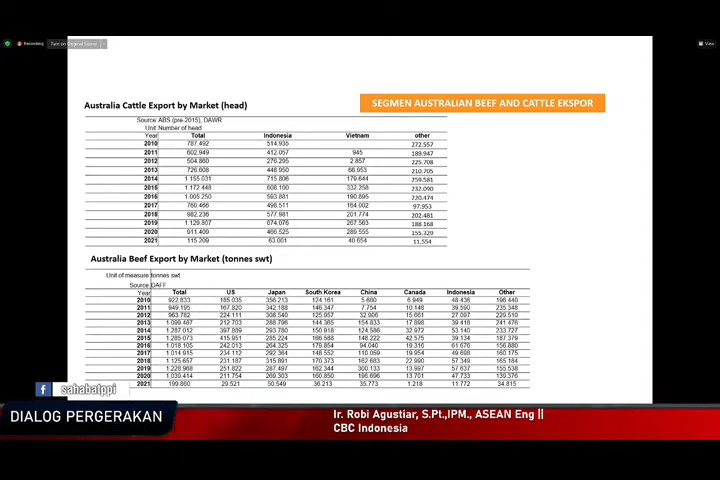 Recording
View
SEGMEN AUSTRALIAN BEEF AND CATTLE EKSPOR
Australia Cattle Export by Market (head)
Source ABS (pre-2015), DAWR
Unit Number of head
Year Total Indonesia Vietnam other
2010 787.492 514.935 272.557
2011 602.949 412.057 945 189.947
2012 504.860 276.295 2.857 225.708
2013 726.608 448.950 66.953 210.705
2014 1.155.031 715.806 179.644 259.581
2015 1.172.448 608.100 332.258 232.090
2016 1.005.250 593.881 190.895 220.474
2017 760.466 498.511 164.002 97.953
2018 982.236 577.981 201.774 202.481
2019 1.129.807 674.076 267.563 188.168
2020 911.409 466.525 289.555 155.329
2021 115.209 63.001 40.654 11.554
Australia Beef Export by Market (tonnes swt)
Unit of measure tonnes swt
Source DAFF
Year Total US Japan South Korea China Canada Indonesia Other
2010 922.833 185.035 356.213 124.161 5.600 6.949 48.436 196.440
2011 949.195 167.820 342.188 146.347 7.754 10.148 39.590 235.348
2012 963.782 224.111 308.540 125.957 32.906 15.661 27.097 229.510
2013 1.099.487 212.703 288.796 144.365 154.833 17.898 39.418 241.476
2014 1.287.012 397.889 293.780 150.918 124.586 32.972 53.140 233.727
2015 1.285.073 415.951 285.224 166.588 148.222 42.575 39.134 187.379
2016 1.018.105 242.013 264.325 179.854 94.040 19.316 61.676 156.880
2017 1.014.915 234.112 292.364 148.552 110.059 19.954 49.698 160.175
2018 1.125.657 231.187 315.891 170.373 162.683 22.990 57.349 165.184
2019 1.228.968 251.822 287.497 162.344 300.133 13.997 57.637 155.538
2020 1.039.414 211.754 269.303 160.850 196.696 13.701 47.733 139.376
2021 199.860 29.521 50.549 36.213 35.773 1.218 11.772 34.815
sahabatppi
DIALOG PERGERAKAN
Ir. Robi Agustiar, S.Pt.,IPM., ASEAN Eng ||
CBC Indonesia